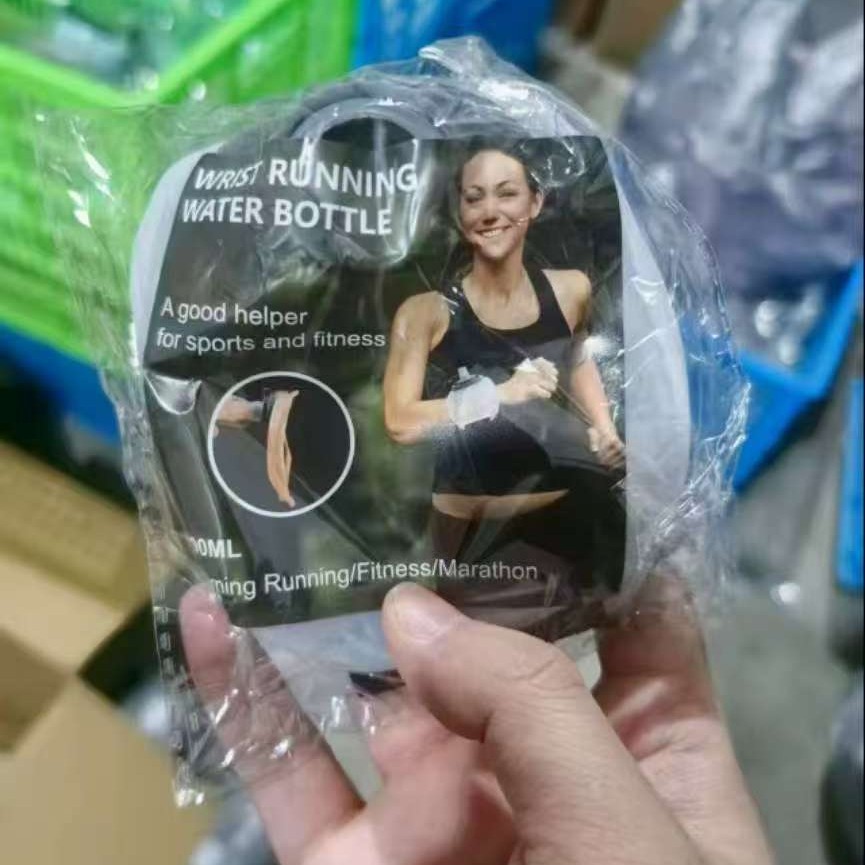 WRIST RUNNING
WATER BOTTLE
A good helper
for sports and fitness
Running/Fitness/Marathon